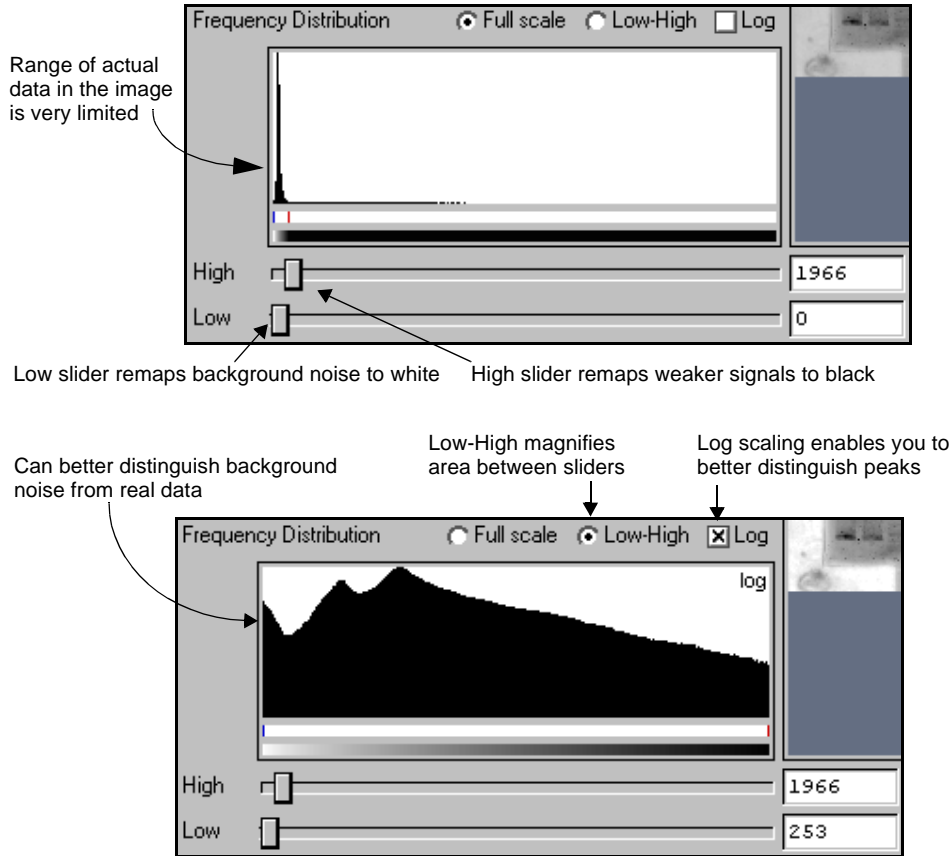 Frequency Distribution Full scale Low-High Log
Range of actual
data in the image
is very limited
High 1966
Low 0
Low slider remaps background noise to white High slider remaps weaker signals to black
Low-High magnifies
area between sliders
Log scaling enables you to
better distinguish peaks
Can better distinguish background
noise from real data
Frequency Distribution Full scale Low-High Log
log
High 1966
Low 253